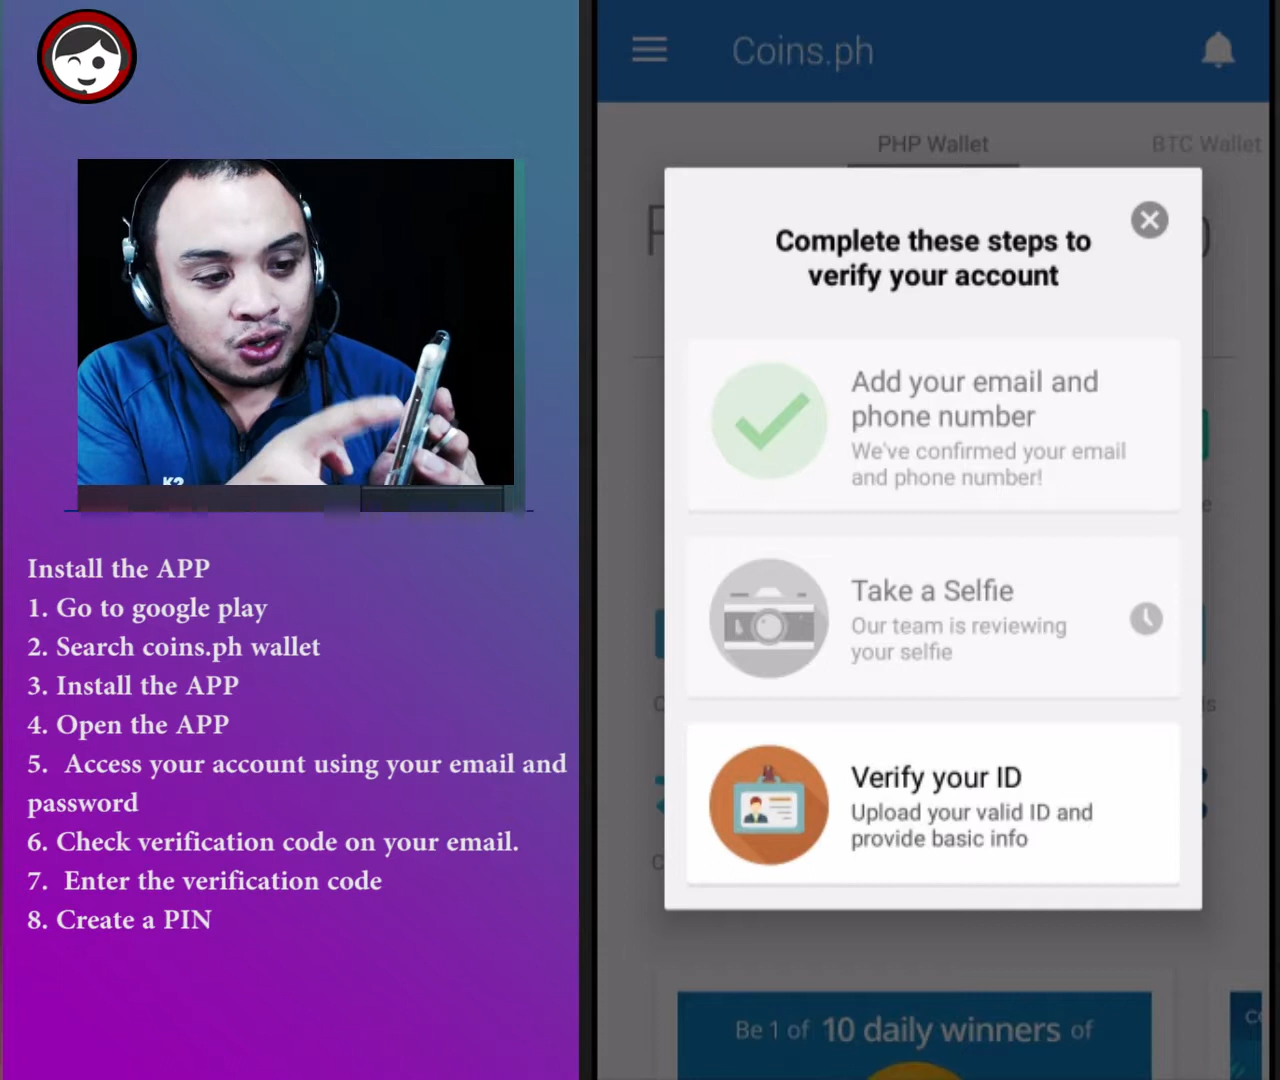 Install the APP
1. Go to google play
2. Search coins.ph wallet
3. Install the APP
4. Open the APP
5. Access your account using your email and
password
6. Check verification code on your email.
7. Enter the verification code
8. Create a PIN
Coins.ph
PHP Wallet
BTC Wallet
Complete these steps to
verify your account
Add your email and
phone number
We've confirmed your email
and phone number!
Take a Selfie
Our team is reviewing
your selfie
Verify your ID
Upload your valid ID and
provide basic info
Be 1 of 10 daily winners of